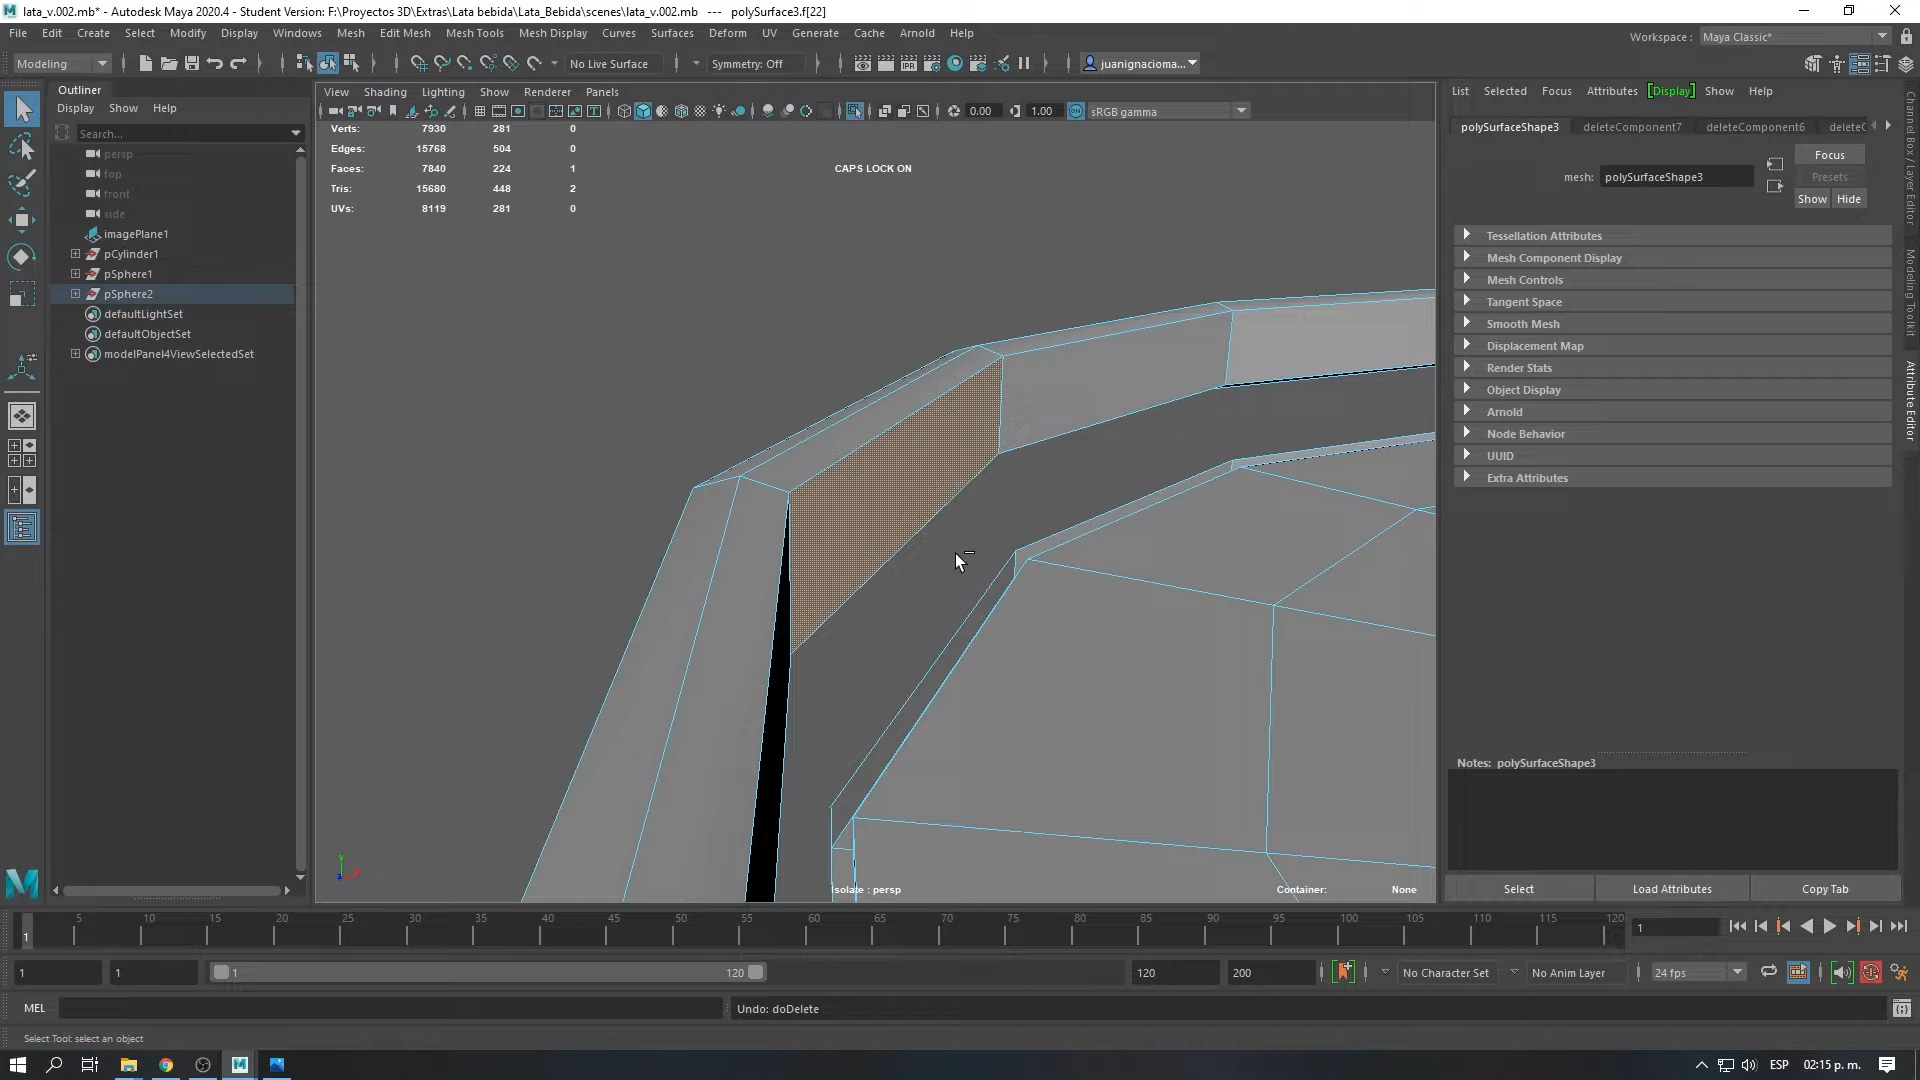 lata_v.002.mb* - Autodesk Maya 2020.4 - Student Version: F:\Proyectos 3D\Extras\Lata bebida\Lata_Bebida\scenes\lata_v.002.mb --- polySurface3.f[22]
File Edit Create Select Modify Display Windows Mesh Edit Mesh Mesh Tools Mesh Display Curves Surfaces Deform UV Generate Cache Arnold Help
Workspace : Maya Classic*
Modeling No Live Surface Symmetry: Off juanignacioma...
Outliner
Display Show Help
Search...
persp
top
front
side
imagePlane1
pCylinder1
pSphere1
pSphere2
defaultLightSet
defaultObjectSet
modelPanel4ViewSelectedSet
View Shading Lighting Show Renderer Panels
0.00 1.00 sRGB gamma
Verts: 7930 281 0
Edges: 15768 504 0
Faces: 7840 224 1
Tris: 15680 448 2
UVs: 8119 281 0
CAPS LOCK ON
Isolate : persp
Container: None
List Selected Focus Attributes [Display] Show Help
polySurfaceShape3 deleteComponent7 deleteComponent6 deleteC
mesh: polySurfaceShape3
Focus
Presets
Show Hide
Tessellation Attributes
Mesh Component Display
Mesh Controls
Tangent Space
Smooth Mesh
Displacement Map
Render Stats
Object Display
Arnold
Node Behavior
UUID
Extra Attributes
Notes: polySurfaceShape3
Select Load Attributes Copy Tab
Channel Box / Layer Editor
Modeling Toolkit
Attribute Editor
5 10 15 20 25 30 35 40 45 50 55 60 65 70 75 80 85 90 95 100 105 110 115 120
1
1
1 1 1 120 120 200 No Character Set No Anim Layer 24 fps
MEL Undo: doDelete
Select Tool: select an object
ESP 02:15 p. m.